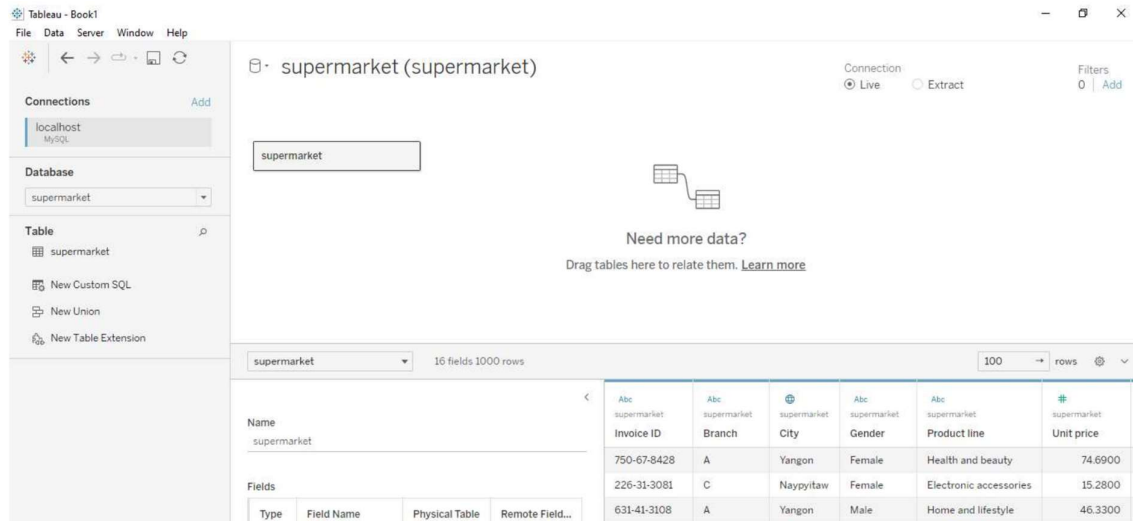 Tableau - Book1
File Data Server Window Help
supermarket (supermarket)
Connection
Live Extract
Filters
0 Add
Connections Add
localhost
MySQL
Database
supermarket
Table
supermarket
New Custom SQL
New Union
New Table Extension
supermarket
Need more data?
Drag tables here to relate them. Learn more
supermarket 16 fields 1000 rows 100 → rows
Name
supermarket
Fields
Type Field Name Physical Table Remote Field...
Abc Abc Abc Abc #
supermarket supermarket supermarket supermarket supermarket supermarket
Invoice ID Branch City Gender Product line Unit price
750-67-8428 A Yangon Female Health and beauty 74.6900
226-31-3081 C Naypyitaw Female Electronic accessories 15.2800
631-41-3108 A Yangon Male Home and lifestyle 46.3300